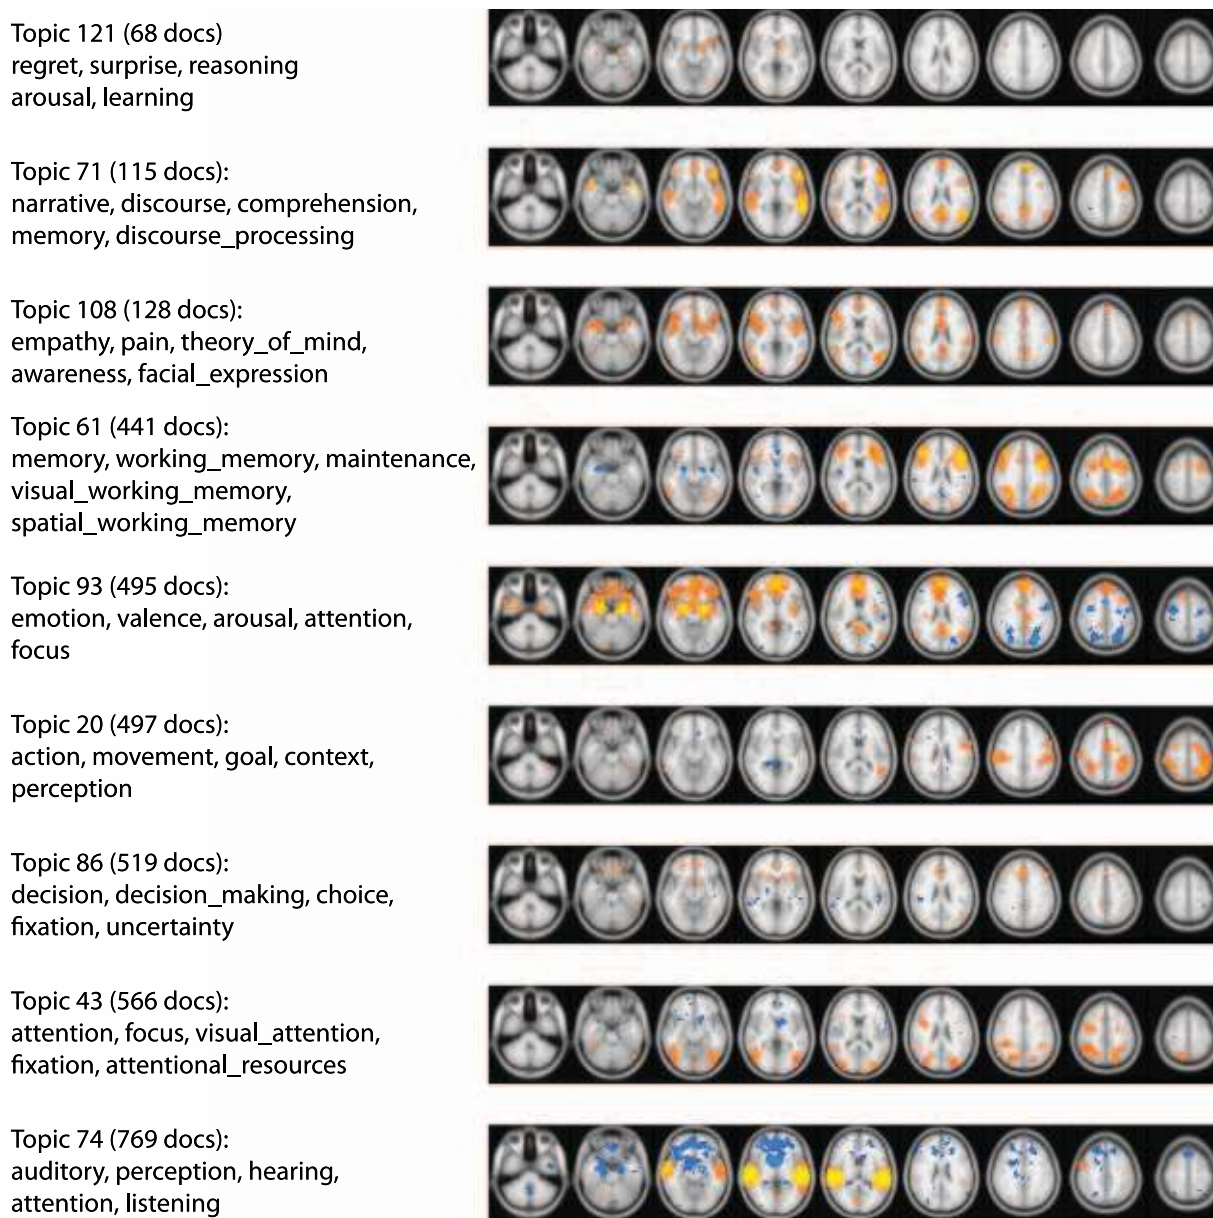 Topic 121 (68 docs)
regret, surprise, reasoning
arousal, learning
Topic 71 (115 docs):
narrative, discourse, comprehension,
memory, discourse_processing
Topic 108 (128 docs):
empathy, pain, theory_of_mind,
awareness, facial_expression
Topic 61 (441 docs):
memory, working_memory, maintenance,
visual_working_memory,
spatial_working_memory
Topic 93 (495 docs):
emotion, valence, arousal, attention,
focus
Topic 20 (497 docs):
action, movement, goal, context,
perception
Topic 86 (519 docs):
decision, decision_making, choice,
fixation, uncertainty
Topic 43 (566 docs):
attention, focus, visual_attention,
fixation, attentional_resources
Topic 74 (769 docs):
auditory, perception, hearing,
attention, listening